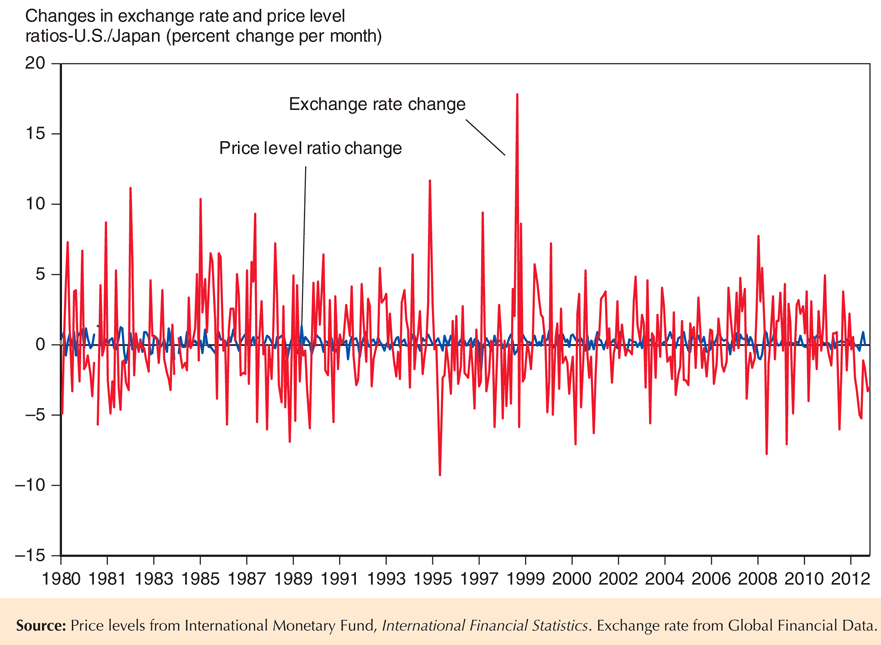 Changes in exchange rate and price level
ratios-U.S./Japan (percent change per month)
20
Exchange rate change
15
Price level ratio change
10
5
0
–5
–10
–15
1980 1981 1983 1985 1987 1989 1991 1993 1995 1997 1999 2000 2002 2004 2006 2008 2010 2012
Source: Price levels from International Monetary Fund, International Financial Statistics. Exchange rate from Global Financial Data.